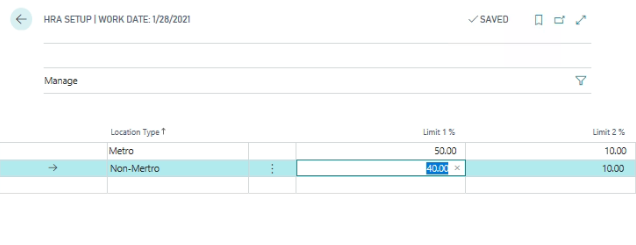 HRA SETUP | WORK DATE: 1/28/2021
✓ SAVED
Manage
Location Type ↑ Limit 1 % Limit 2 %
Metro 50.00 10.00
Non-Mertro 40.00 10.00